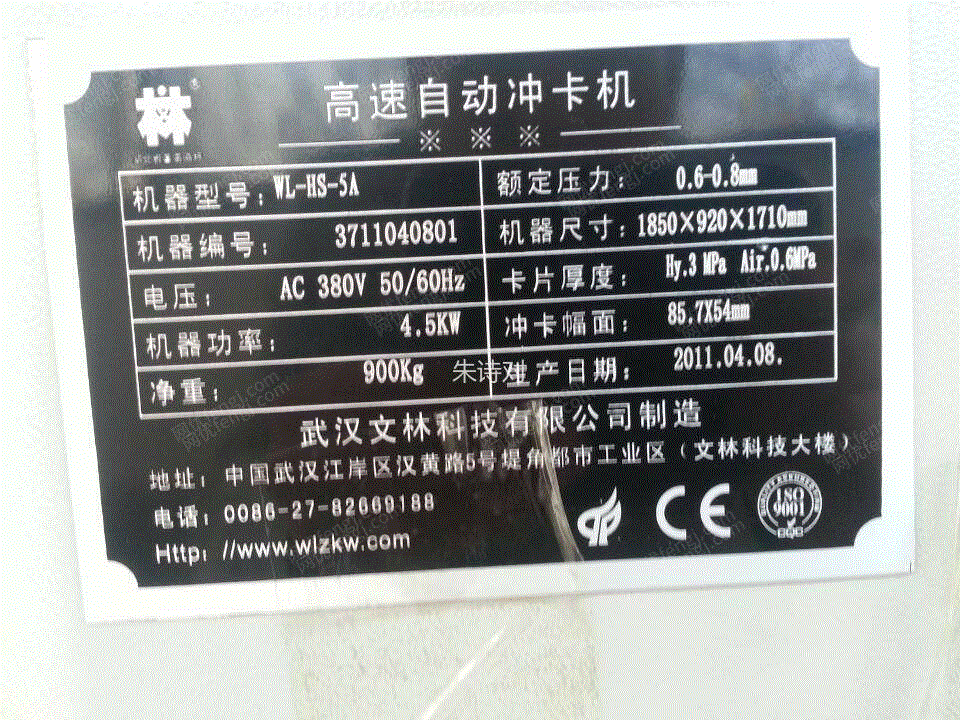 高速自动冲卡机
※ ※ ※
机器型号：WL-HS-5A
额定压力： 0.6-0.8mm
机器编号： 3711040801
机器尺寸：1850×920×1710mm
电压： AC 380V 50/60Hz
卡片厚度： Hy.3 MPa Air.0.6MPa
机器功率： 4.5KW
冲卡幅面： 85.7X54mm
净重： 900Kg
生产日期： 2011.04.08.
武汉文林科技有限公司制造
地址： 中国武汉江岸区汉黄路5号堤角都市工业区（文林科技大楼）
电话：0086-27-82669188
Http：//www.wlzkw.com
CE
ISO
9001